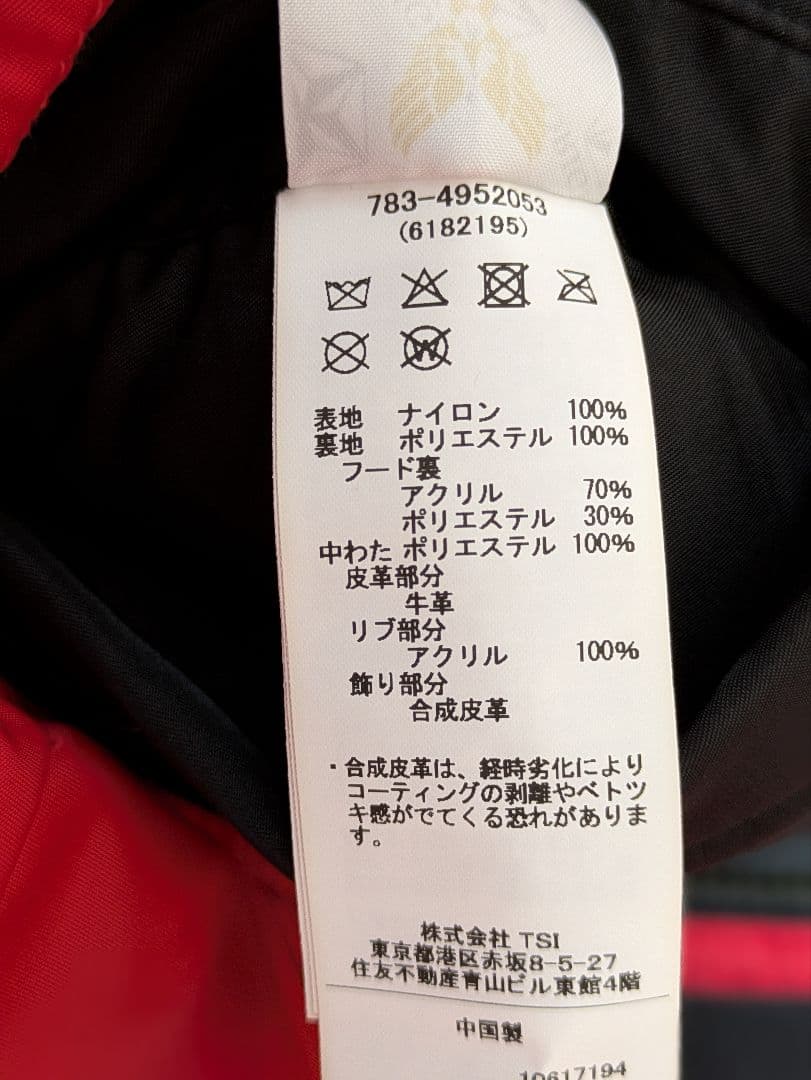 783-4952053
(6182195)
W
表地 ナイロン 100%
裏地 ポリエステル 100%
フード裏
アクリル 70%
ポリエステル 30%
中わた ポリエステル 100%
皮革部分
牛革
リブ部分
アクリル 100%
飾り部分
合成皮革
・合成皮革は、経時劣化により
コーティングの剥離やベトツ
キ感がでてくる恐れがありま
す。
株式会社 TSI
東京都港区赤坂8-5-27
住友不動産青山ビル東館4階
中国製
10617194